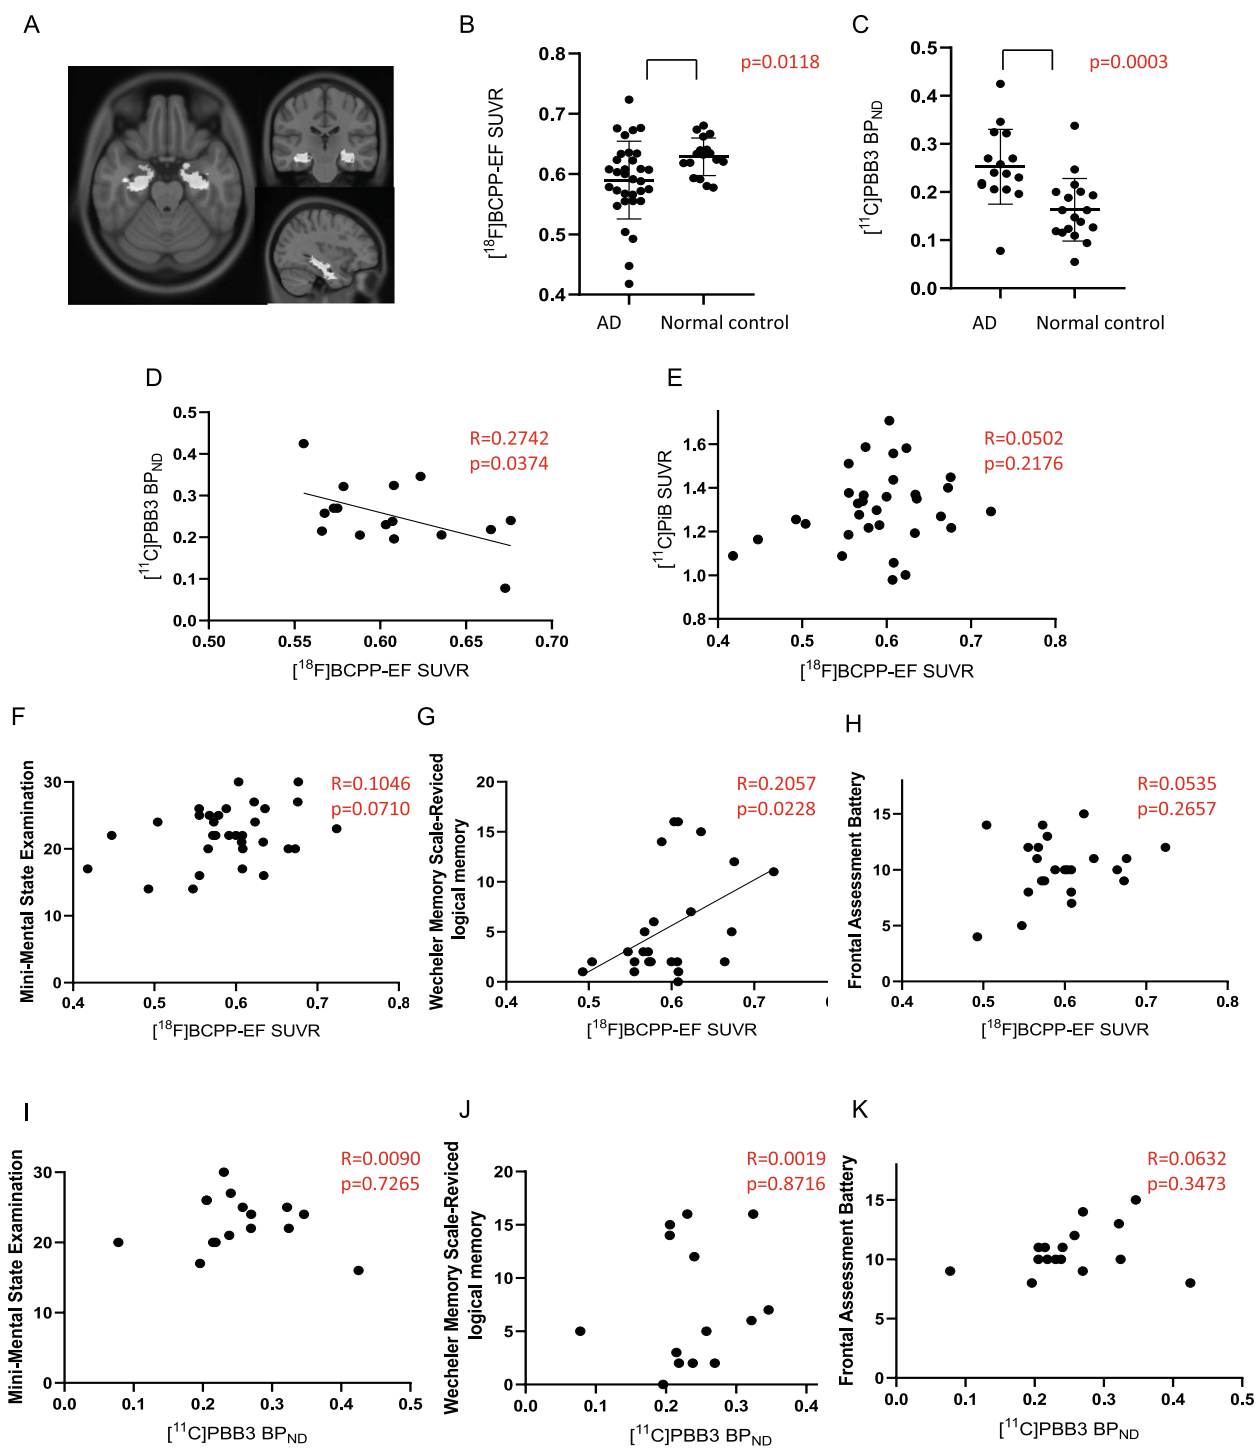 A
B
[¹⁸F]BCPP-EF SUVR
0.8
0.7
0.6
0.5
0.4
p=0.0118
AD
Normal control
C
[¹¹C]PBB3 BP_ND
0.5
0.4
0.3
0.2
0.1
0.0
p=0.0003
AD
Normal control
D
[¹¹C]PBB3 BP_ND
0.5
0.4
0.3
0.2
0.1
0.0
R=0.2742
p=0.0374
0.50 0.55 0.60 0.65 0.70
[¹⁸F]BCPP-EF SUVR
E
[¹¹C]PiB SUVR
1.6
1.4
1.2
1.0
0.8
R=0.0502
p=0.2176
0.4 0.5 0.6 0.7 0.8
[¹⁸F]BCPP-EF SUVR
F
Mini-Mental State Examination
30
20
10
0
R=0.1046
p=0.0710
0.4 0.5 0.6 0.7 0.8
[¹⁸F]BCPP-EF SUVR
G
Wecheler Memory Scale-Reviced
logical memory
20
15
10
5
0
R=0.2057
p=0.0228
0.4 0.5 0.6 0.7
[¹⁸F]BCPP-EF SUVR
H
Frontal Assessment Battery
15
10
5
0
R=0.0535
p=0.2657
0.4 0.5 0.6 0.7 0.8
[¹⁸F]BCPP-EF SUVR
I
Mini-Mental State Examination
30
20
10
0
R=0.0090
p=0.7265
0.0 0.1 0.2 0.3 0.4 0.5
[¹¹C]PBB3 BP_ND
J
Wecheler Memory Scale-Reviced
logical memory
20
15
10
5
0
R=0.0019
p=0.8716
0.0 0.1 0.2 0.3 0.4
[¹¹C]PBB3 BP_ND
K
Frontal Assessment Battery
15
10
5
0
R=0.0632
p=0.3473
0.0 0.1 0.2 0.3 0.4 0.5
[¹¹C]PBB3 BP_ND